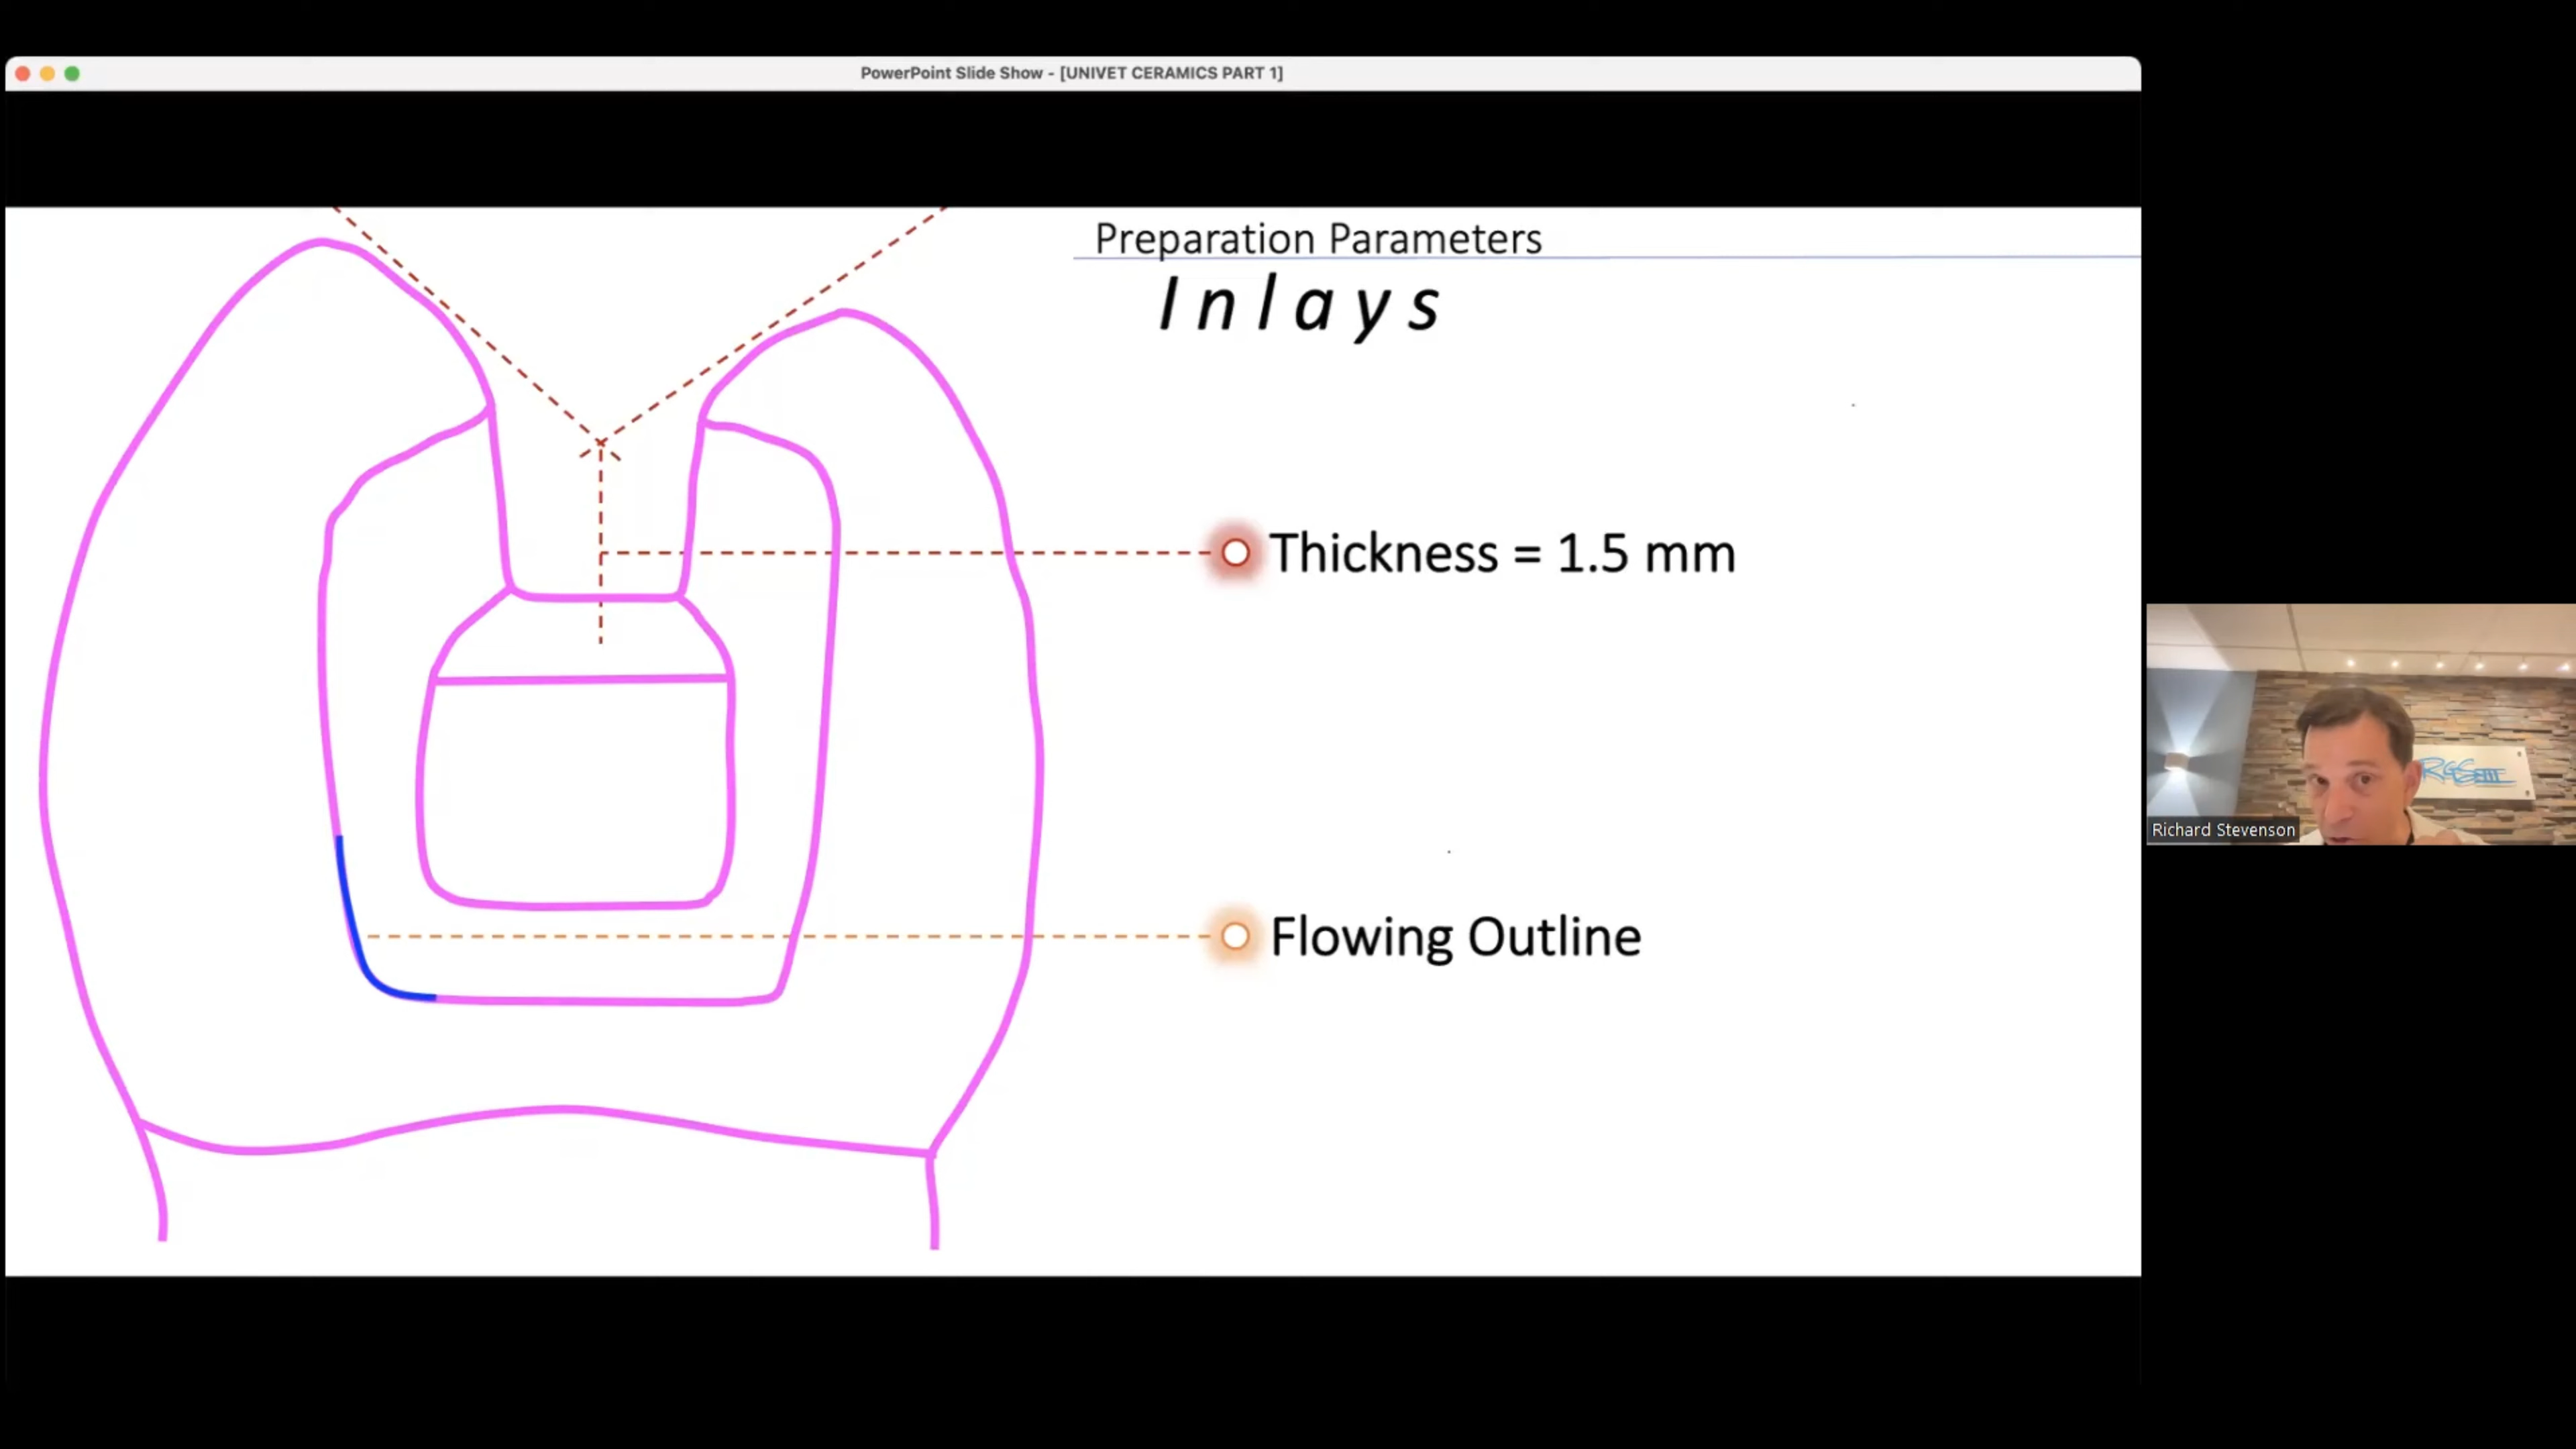 PowerPoint Slide Show - [UNIVET CERAMICS PART 1]
Preparation Parameters
Inlays
Thickness = 1.5 mm
Flowing Outline
Richard Stevenson